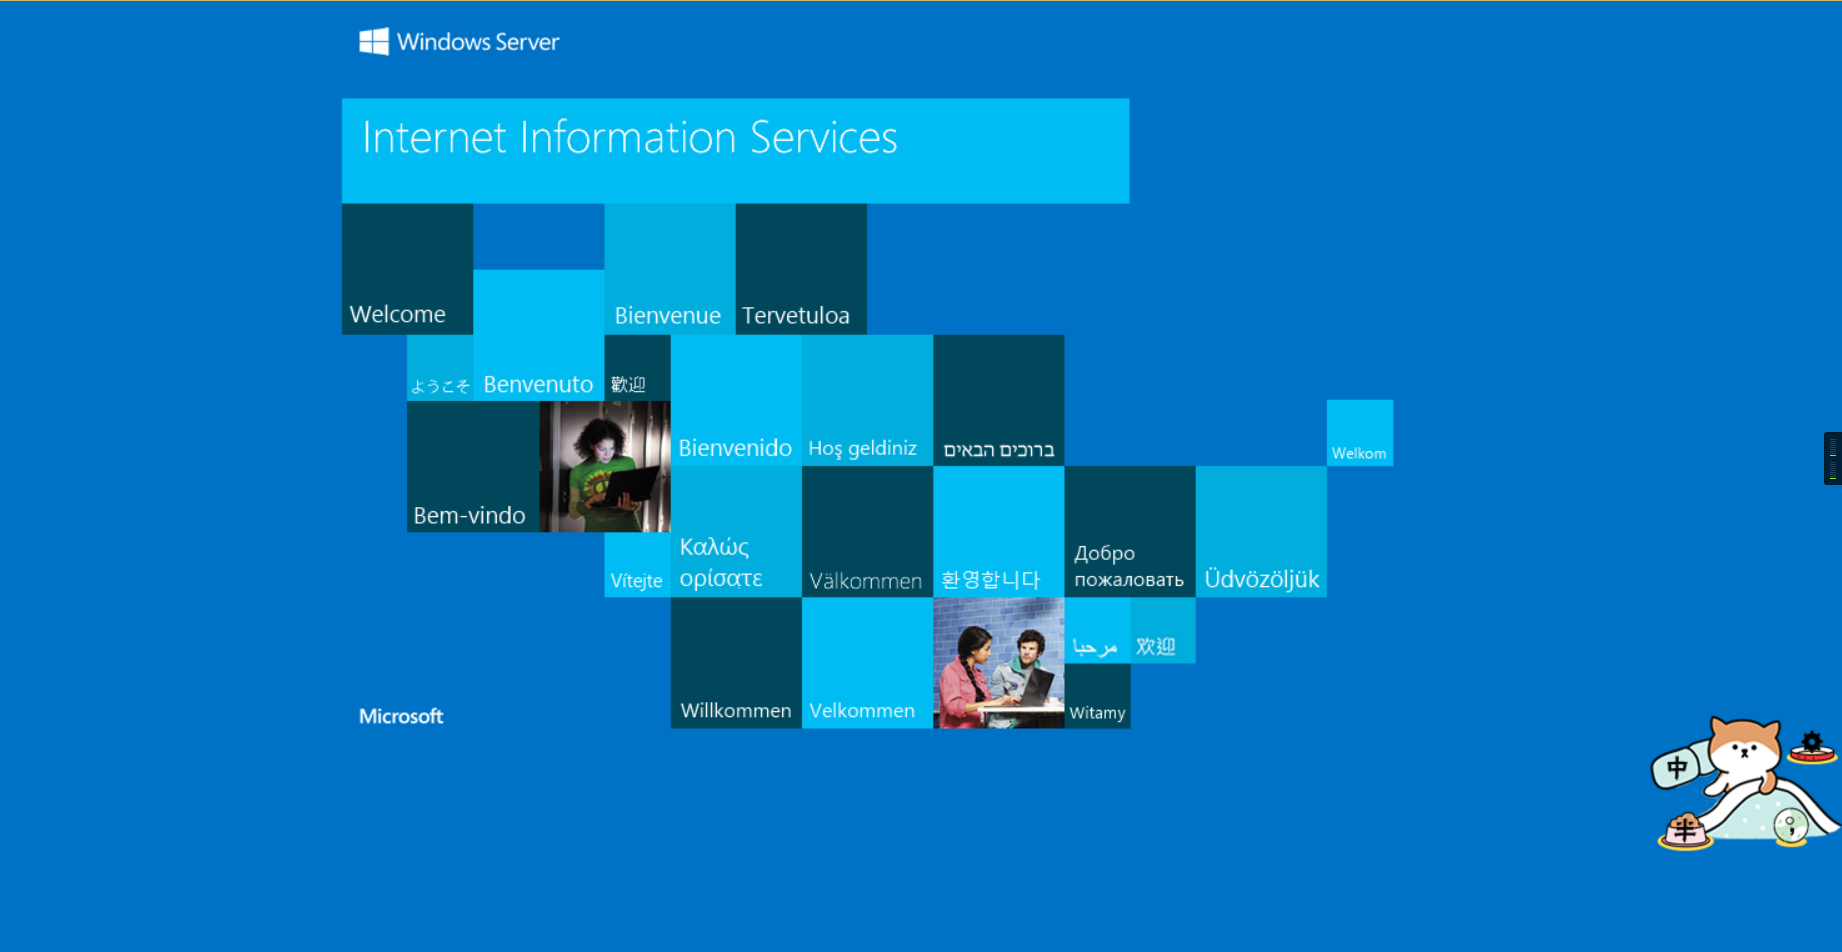 Windows Server
Internet Information Services
Welcome
Bienvenue
Tervetuloa
ようこそ
Benvenuto
歡迎
Bienvenido
Hoş geldiniz
ברוכים הבאים
Welkom
Bem-vindo
Vítejte
Καλώς
ορίσατε
Välkommen
환영합니다
Добро
пожаловать
Üdvözöljük
مرحبا
欢迎
Willkommen
Velkommen
Witamy
Microsoft
中
半
;